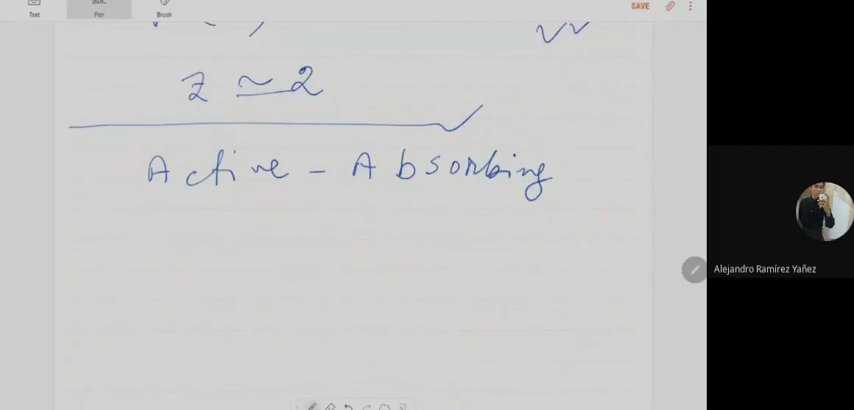 SAVE
Text
Pen
Brush
z ≃ 2
Active - Absorbing
Alejandro Ramírez Yañez